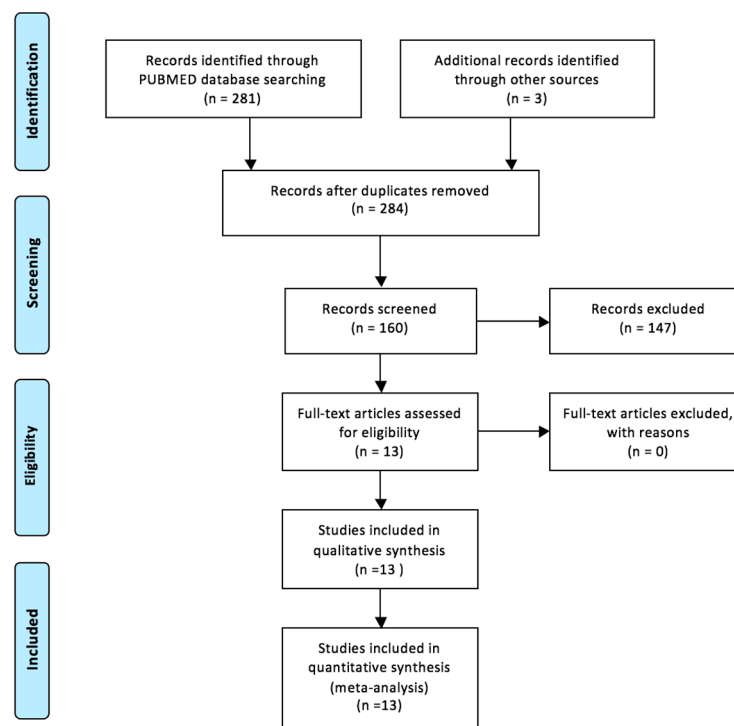 Identification
Records identified through
PUBMED database searching
(n = 281)
Additional records identified
through other sources
(n = 3)
Records after duplicates removed
(n = 284)
Screening
Records screened
(n = 160)
Records excluded
(n = 147)
Eligibility
Full-text articles assessed
for eligibility
(n = 13)
Full-text articles excluded,
with reasons
(n = 0)
Studies included in
qualitative synthesis
(n =13 )
Included
Studies included in
quantitative synthesis
(meta-analysis)
(n =13)